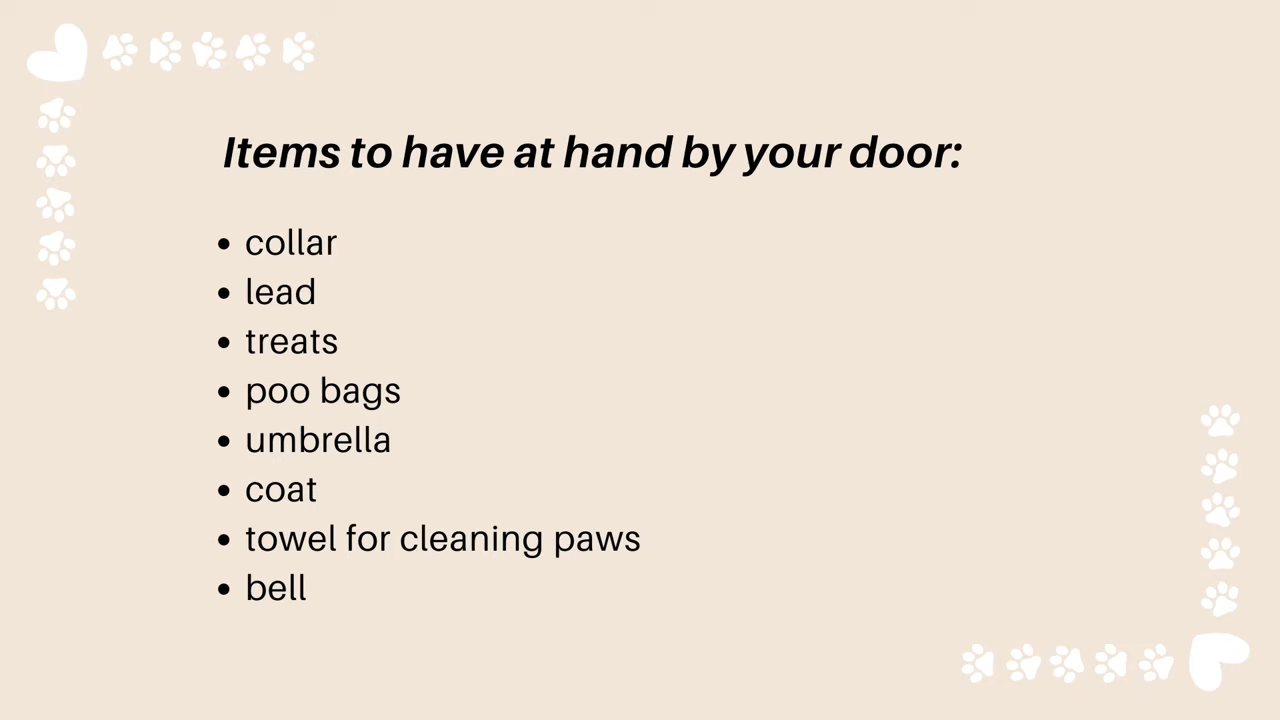 Items to have at hand by your door:
• collar
• lead
• treats
• poo bags
• umbrella
• coat
• towel for cleaning paws
• bell